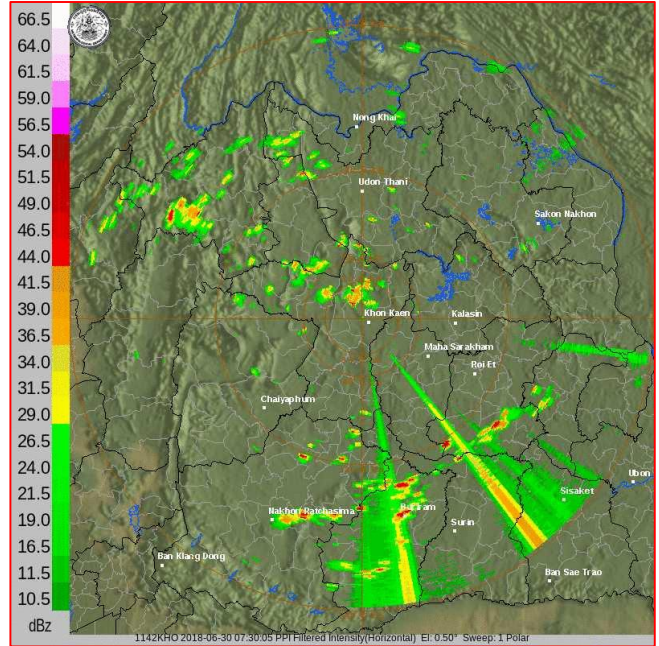 66.5
64.0
61.5
59.0
56.5
54.0
51.5
49.0
46.5
44.0
41.5
39.0
36.5
34.0
31.5
29.0
26.5
24.0
21.5
19.0
16.5
11.5
10.5
dBz
Nong Khai
Udon Thani
Sakon Nakhon
Khon Kaen
Kalasin
Maha Sarakham
Roi Et
Chaiyaphum
Ubon
Sisaket
Nakhon Ratchasima
Surin
Ban Klang Dong
Ban Sae Trao
1142KHO 2018-06-30 07:30:05 PPI Filtered Intensity(Horizontal) El: 0.50° Sweep: 1 Polar